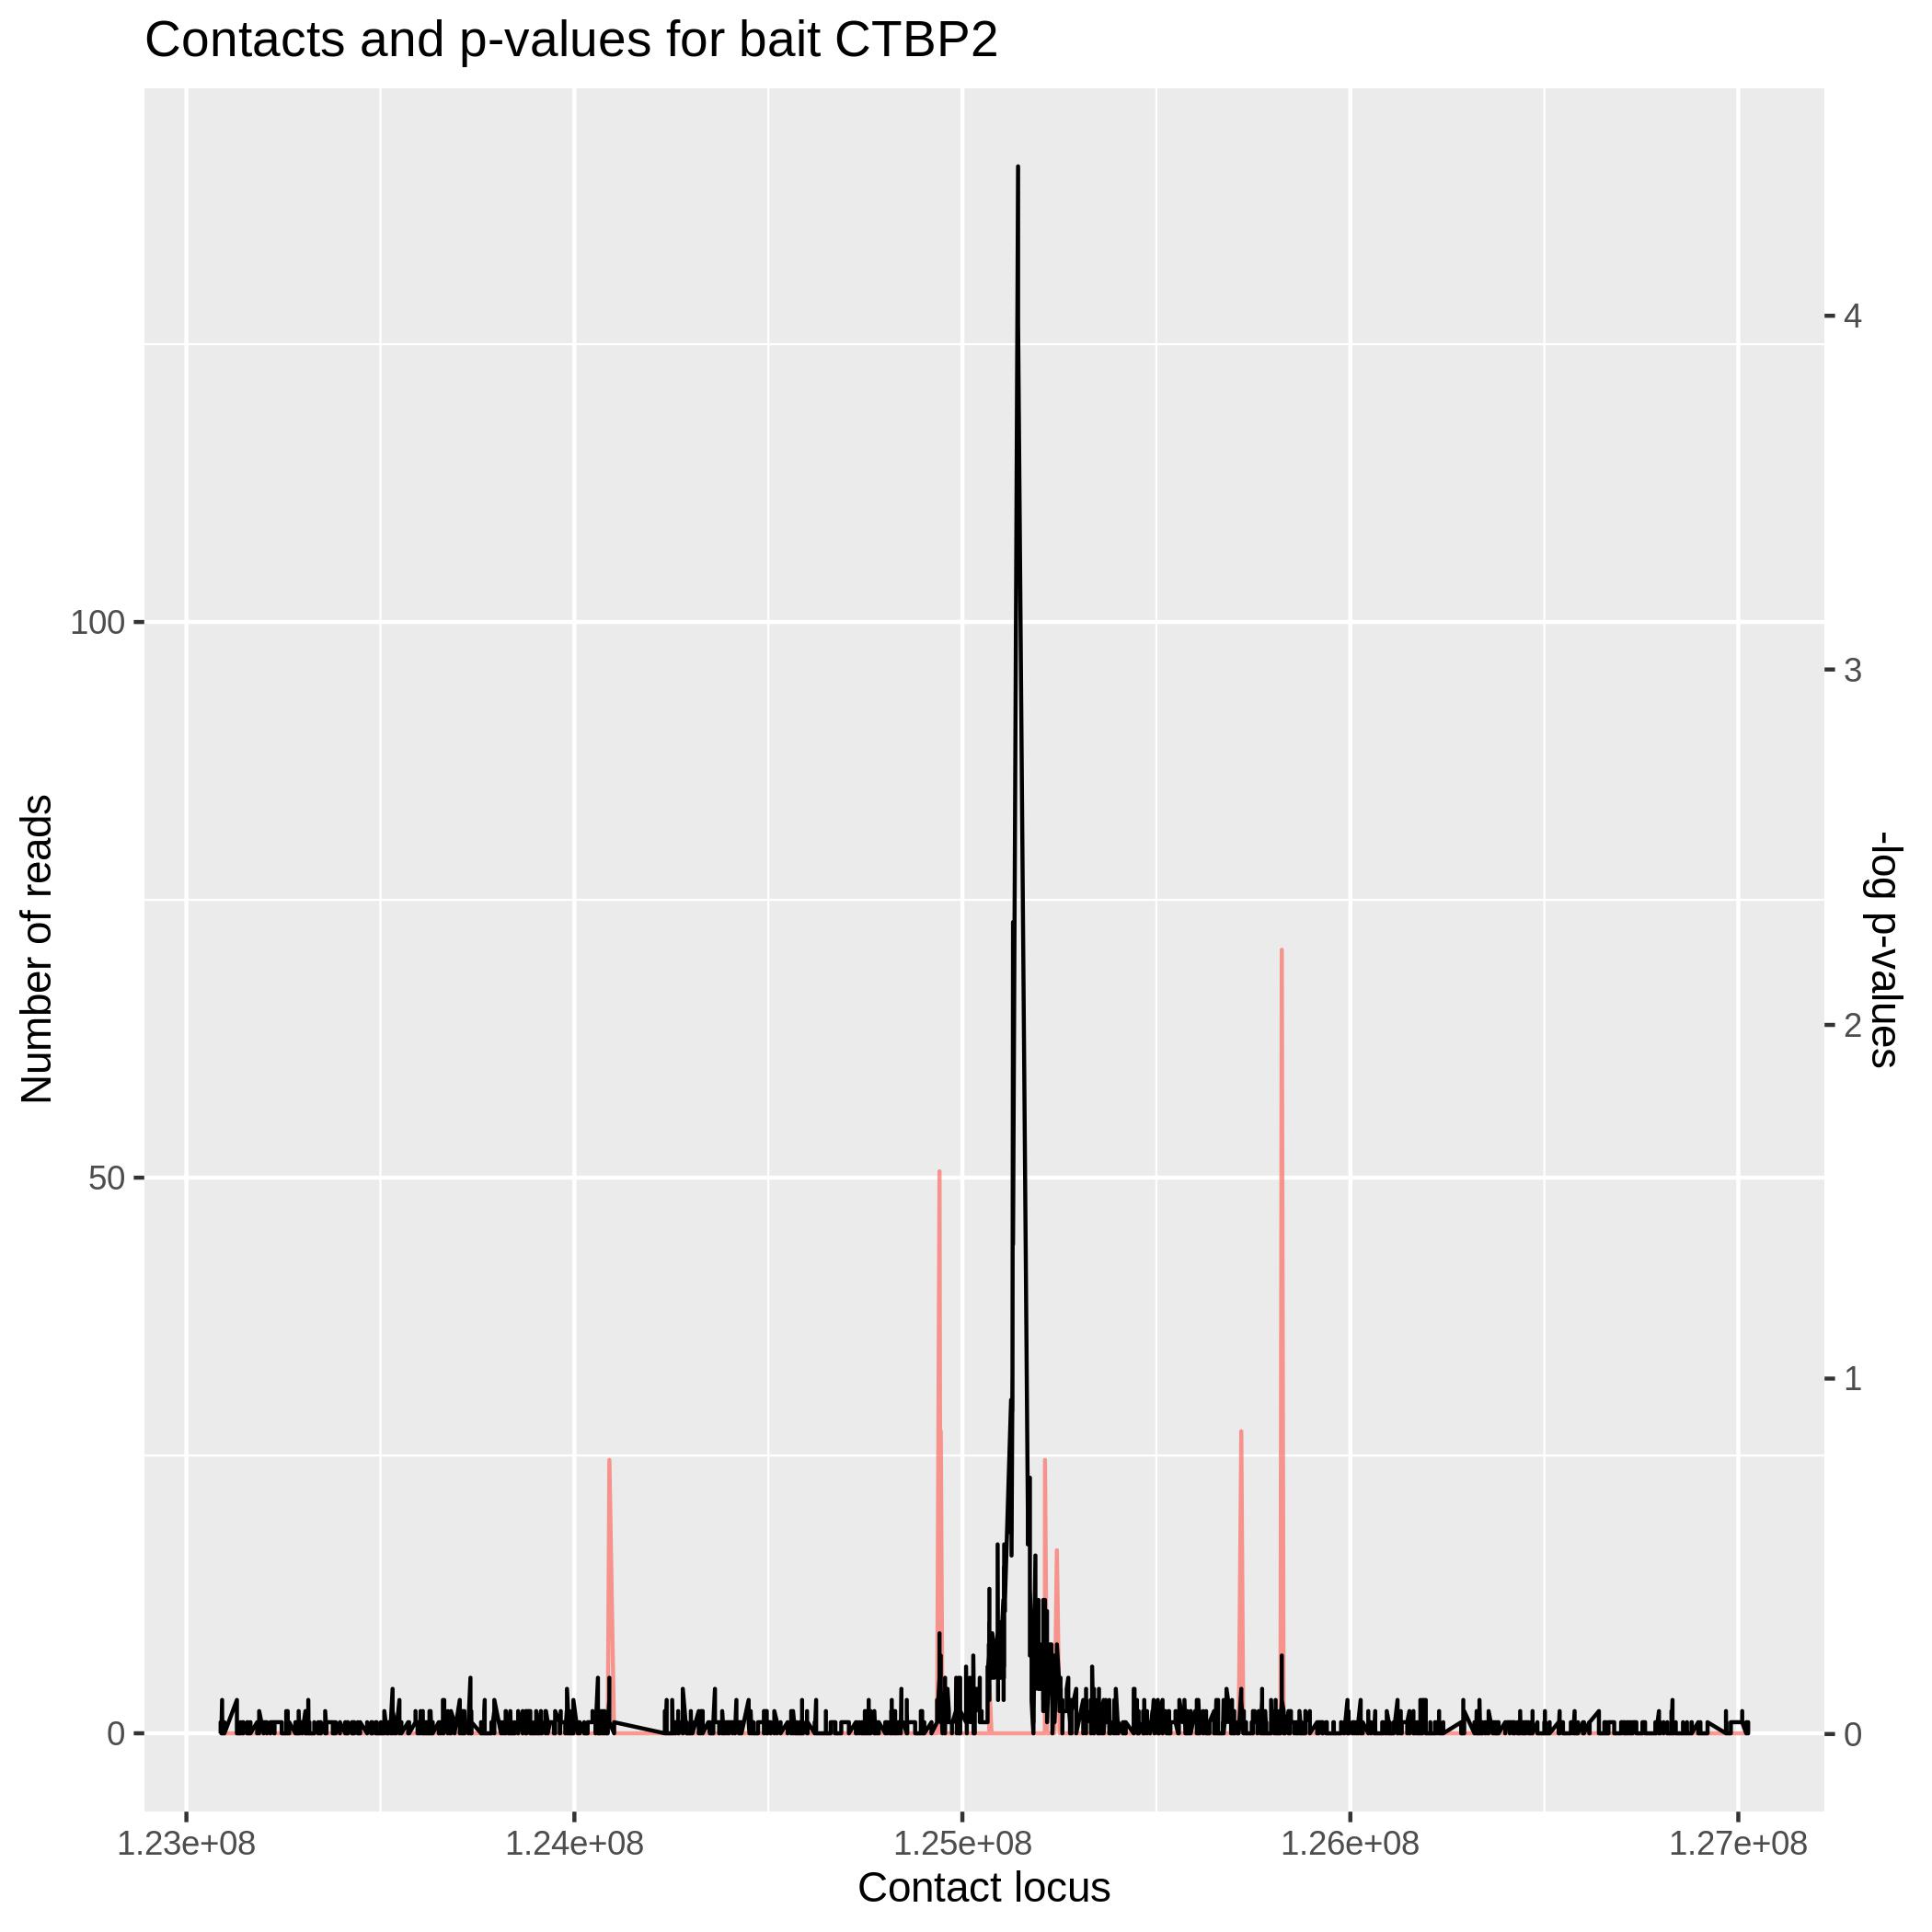 Contacts and p-values for bait CTBP2
Number of reads
100
50
0
4
3
2
1
0
-log p-values
1.23e+08
1.24e+08
1.25e+08
1.26e+08
1.27e+08
Contact locus